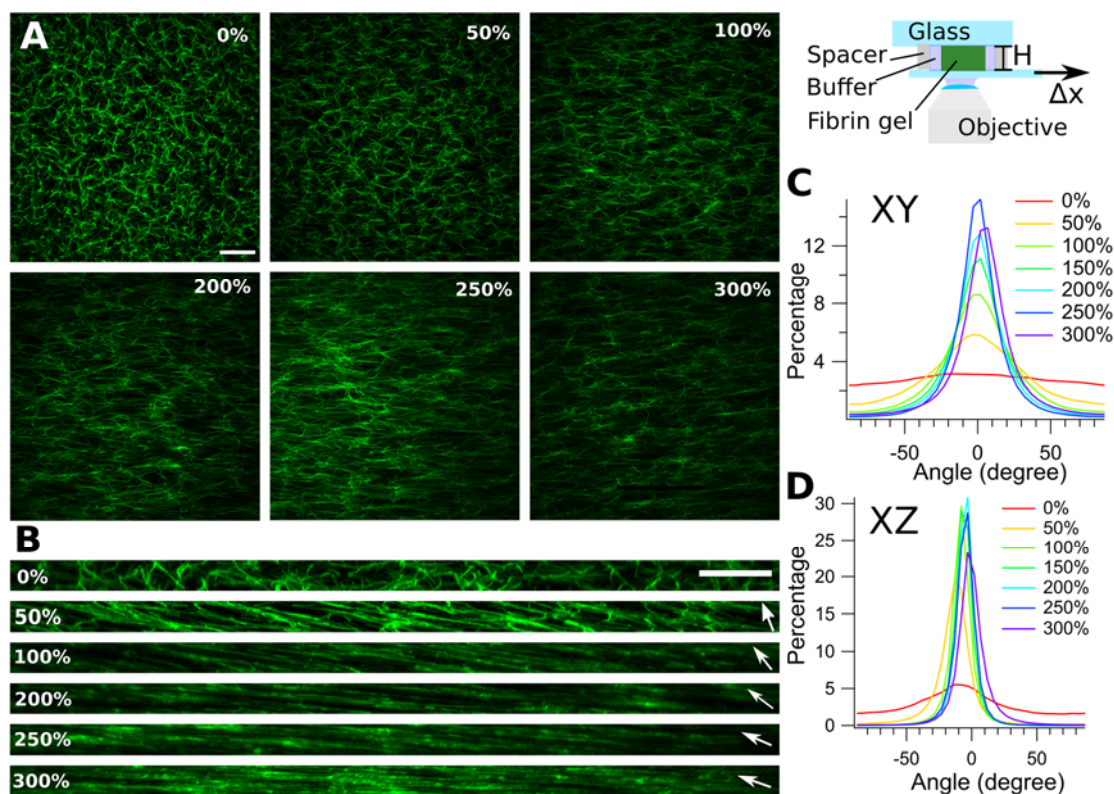 A
0%
50%
100%
200%
250%
300%
Glass
Spacer
H
Buffer
Δx
Fibrin gel
Objective
B
0%
50%
100%
200%
250%
300%
C
XY
0%
50%
100%
150%
200%
250%
300%
12
8
4
Percentage
-50
0
50
Angle (degree)
D
XZ
0%
50%
100%
150%
200%
250%
300%
30
25
20
15
10
5
0
Percentage
-50
0
50
Angle (degree)